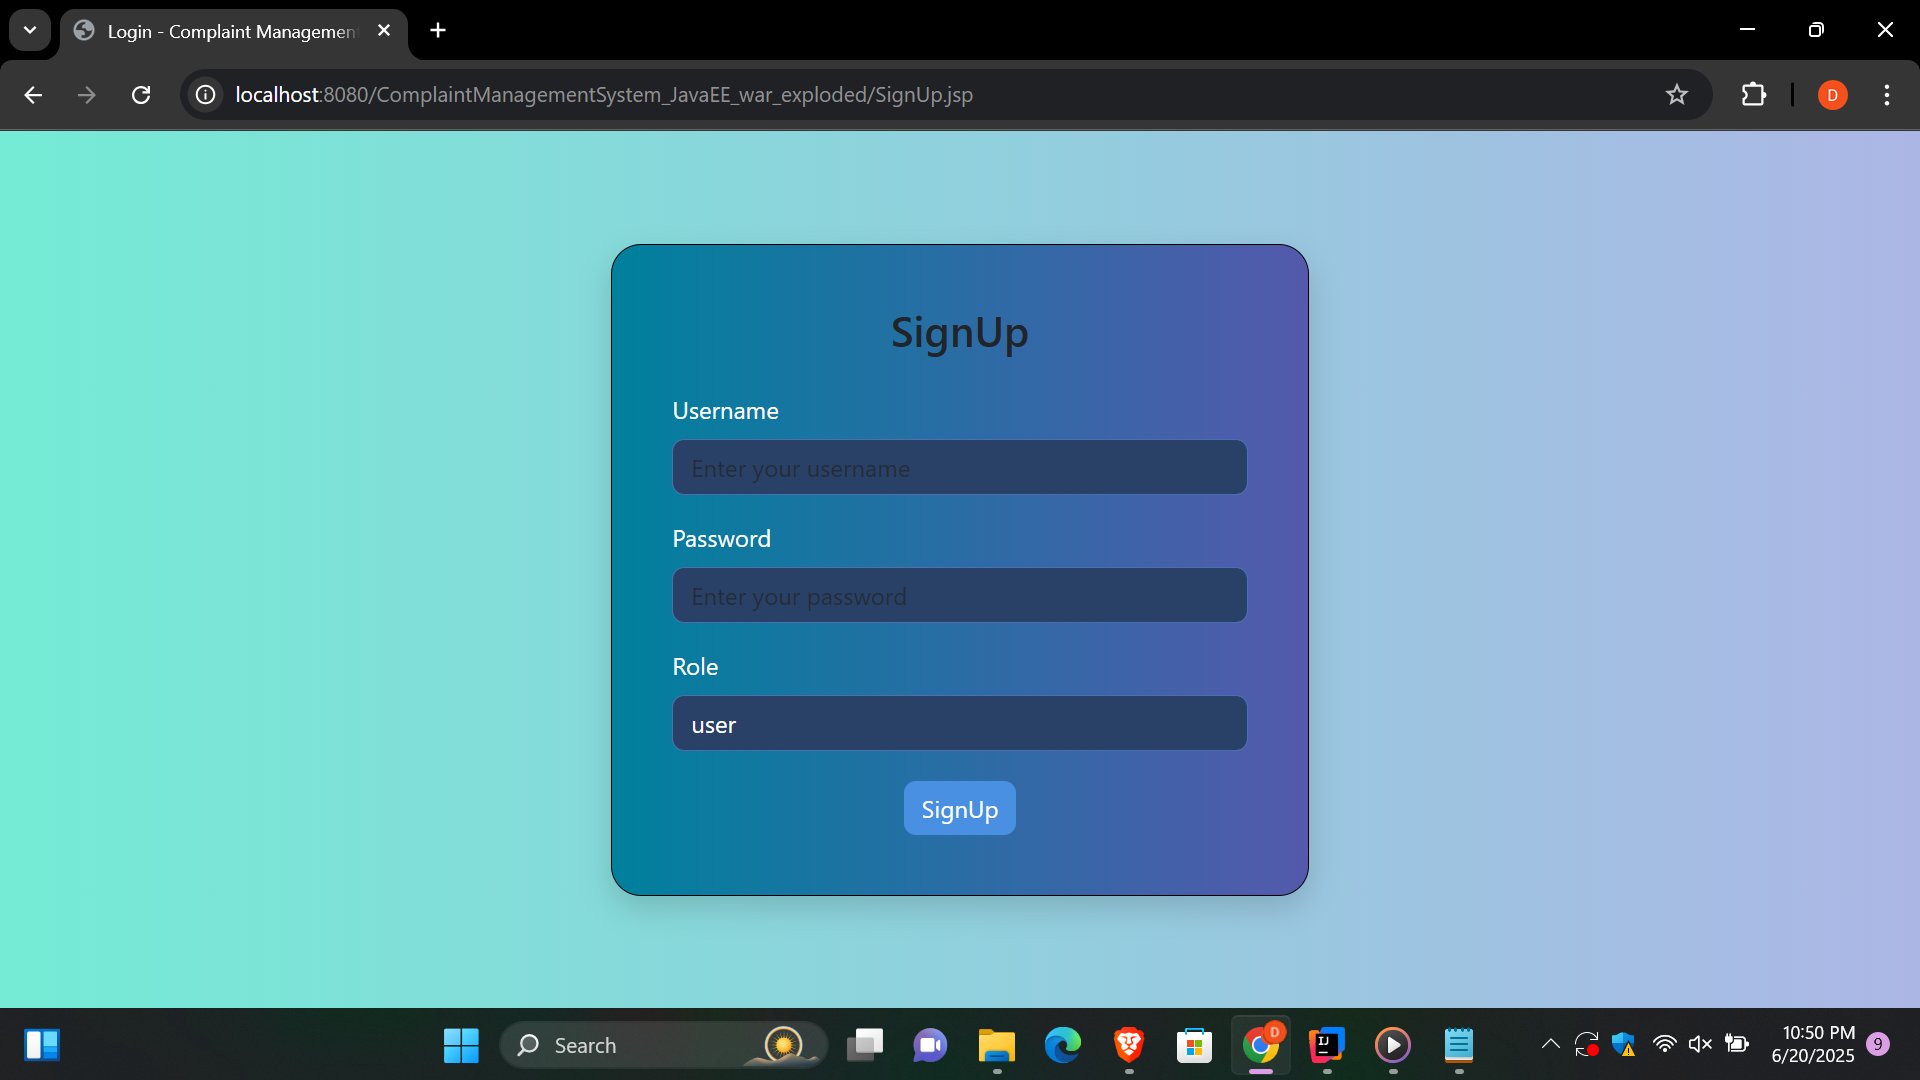 Login - Complaint Managemen
localhost:8080/ComplaintManagementSystem_JavaEE_war_exploded/SignUp.jsp
D
SignUp
Username
Enter your username
Password
Enter your password
Role
user
SignUp
Search
D
IJ
10:50 PM
6/20/2025
9